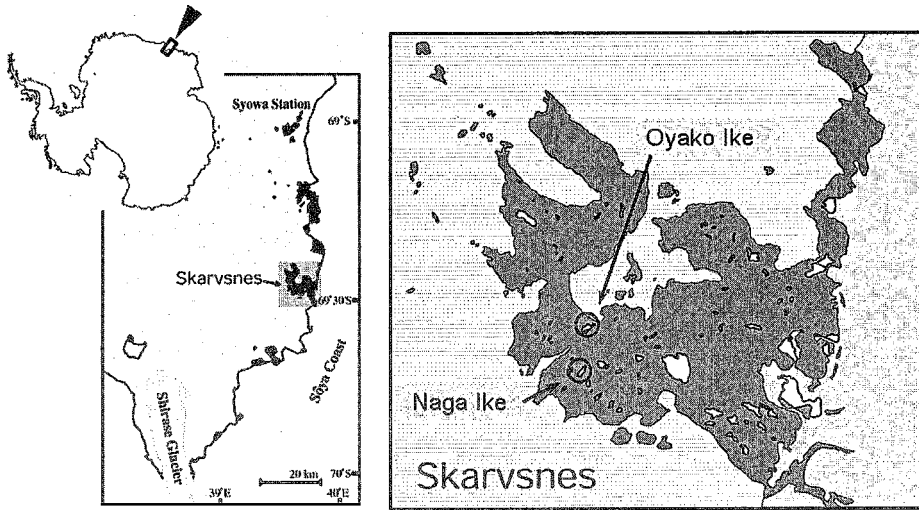 Syowa Station
69°S
Skarvsnes
69°30'S
Sôya Coast
Shirase Glacier
20 km
70°S
39°E
40°E
Oyako Ike
Naga Ike
Skarvsnes